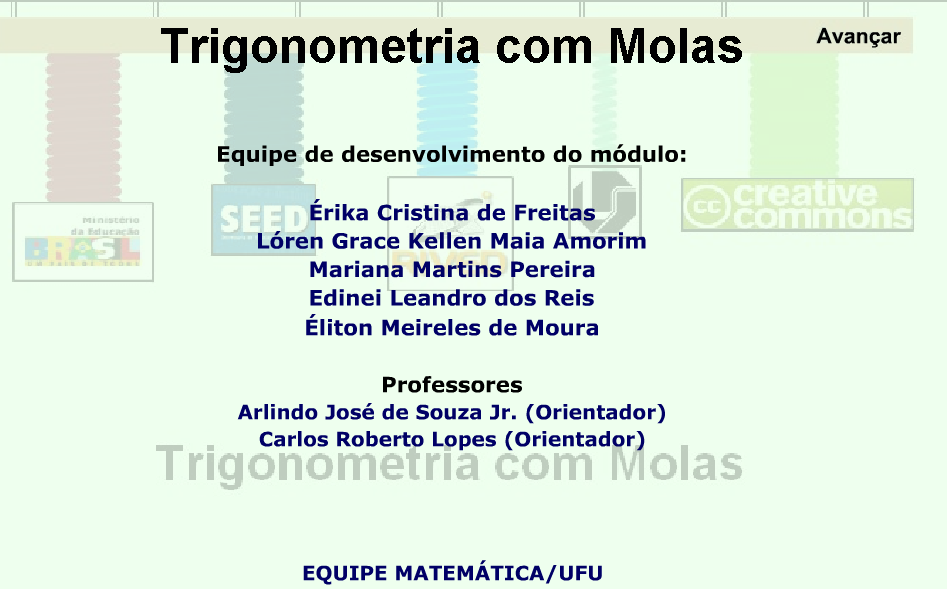 Trigonometria com Molas
Avançar
Equipe de desenvolvimento do módulo:
Érika Cristina de Freitas
Lóren Grace Kellen Maia Amorim
Mariana Martins Pereira
Edinei Leandro dos Reis
Éliton Meireles de Moura
Ministério
da Educação
BRASIL
SEED
RIVED
cc creative
commons
Professores
Arlindo José de Souza Jr. (Orientador)
Carlos Roberto Lopes (Orientador)
Trigonometria com Molas
EQUIPE MATEMÁTICA/UFU